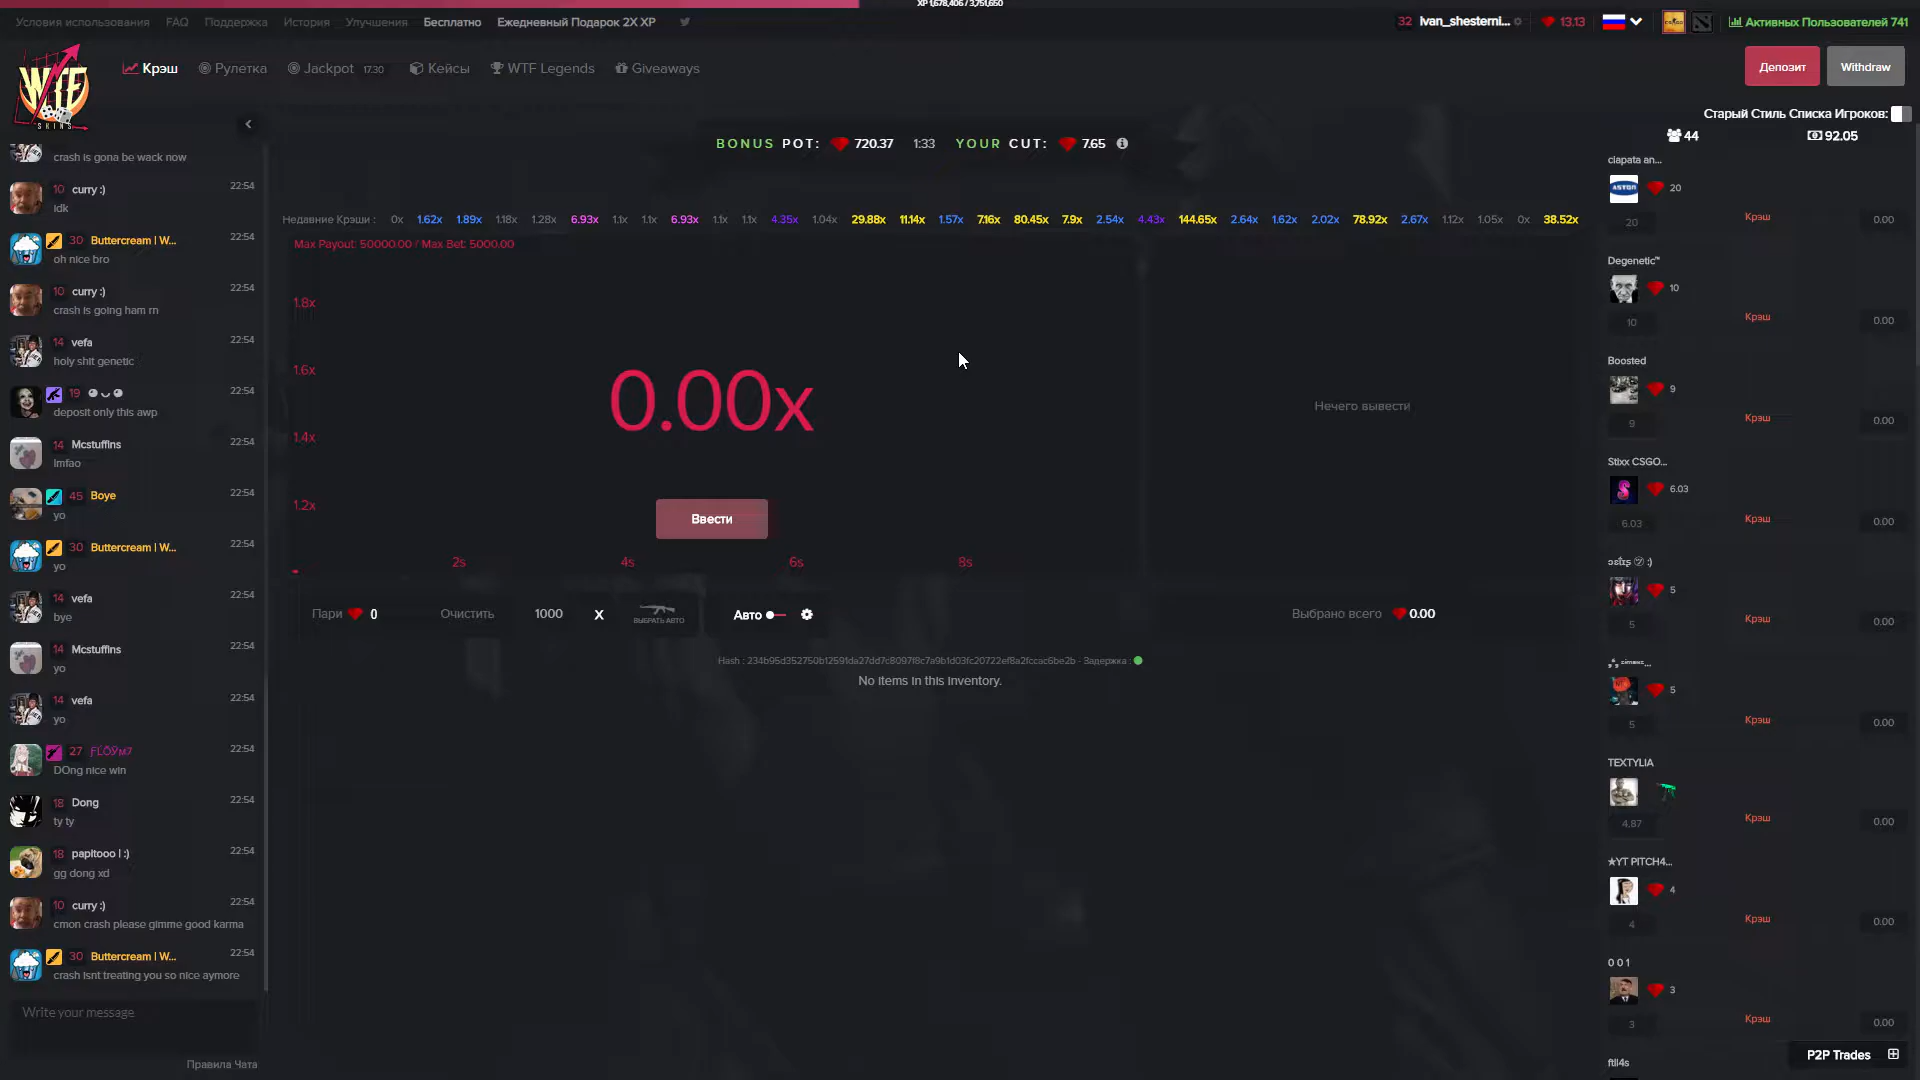 XP 1,678,406 / 3,751,650
Условия использования FAQ Поддержка История Улучшения Бесплатно Ежедневный Подарок 2X XP
32 Ivan_shesterni... 13.13 Активных Пользователей 741
WTF SKINS
Крэш Рулетка Jackpot 17:30 Кейсы WTF Legends Giveaways
Депозит Withdraw
Старый Стиль Списка Игроков:
44 92.05
BONUS POT: 720.37 1:33 YOUR CUT: 7.65
Недавние Крэши : 0x 1.62x 1.89x 1.18x 1.28x 6.93x 1.1x 1.1x 6.93x 1.1x 1.1x 4.35x 1.04x 29.88x 11.14x 1.57x 7.16x 80.45x 7.9x 2.54x 4.43x 144.65x 2.64x 1.62x 2.02x 78.92x 2.67x 1.12x 1.05x 0x 38.52x
Max Payout: 50000.00 / Max Bet: 5000.00
1.8x
1.6x
1.4x
1.2x
0.00x
Ввести
2s 4s 6s 8s
Нечего вывести
Пари 0 Очистить 1000 X ВЫБРАТЬ АВТО Авто
Выбрано всего 0.00
Hash : 234b95d352750b12591da27dd7c8097f8c7a9b1d03fc20722ef8a2fccac6be2b - Задержка :
No items in this inventory.
crash is gona be wack now
10 curry :) 22:54
idk
30 Buttercream | W... 22:54
oh nice bro
10 curry :) 22:54
crash is going ham rn
14 vefa 22:54
holy shit genetic
19 22:54
deposit only this awp
14 Mcstuffins 22:54
lmfao
45 Boye 22:54
yo
30 Buttercream | W... 22:54
yo
14 vefa 22:54
bye
14 Mcstuffins 22:54
yo
14 vefa 22:54
yo
27 22:54
DOng nice win
18 Dong 22:54
ty ty
18 papitooo | :) 22:54
gg dong xd
10 curry :) 22:54
cmon crash please gimme good karma
30 Buttercream | W... 22:54
crash isnt treating you so nice aymore
Write your message
Правила Чата
ciapata an...
ASTON 20
Крэш
20 0.00
Degenetic™
10
Крэш
10 0.00
Boosted
9
Крэш
9 0.00
Stixx CSGO...
S 6.03
Крэш
6.03 0.00
5
Крэш
5 0.00
5
Крэш
5 0.00
TEXTYLIA
Крэш
4.87 0.00
★YT PITCH4...
4
Крэш
4 0.00
0 0 1
3
Крэш
3 0.00
ftll4s
P2P Trades